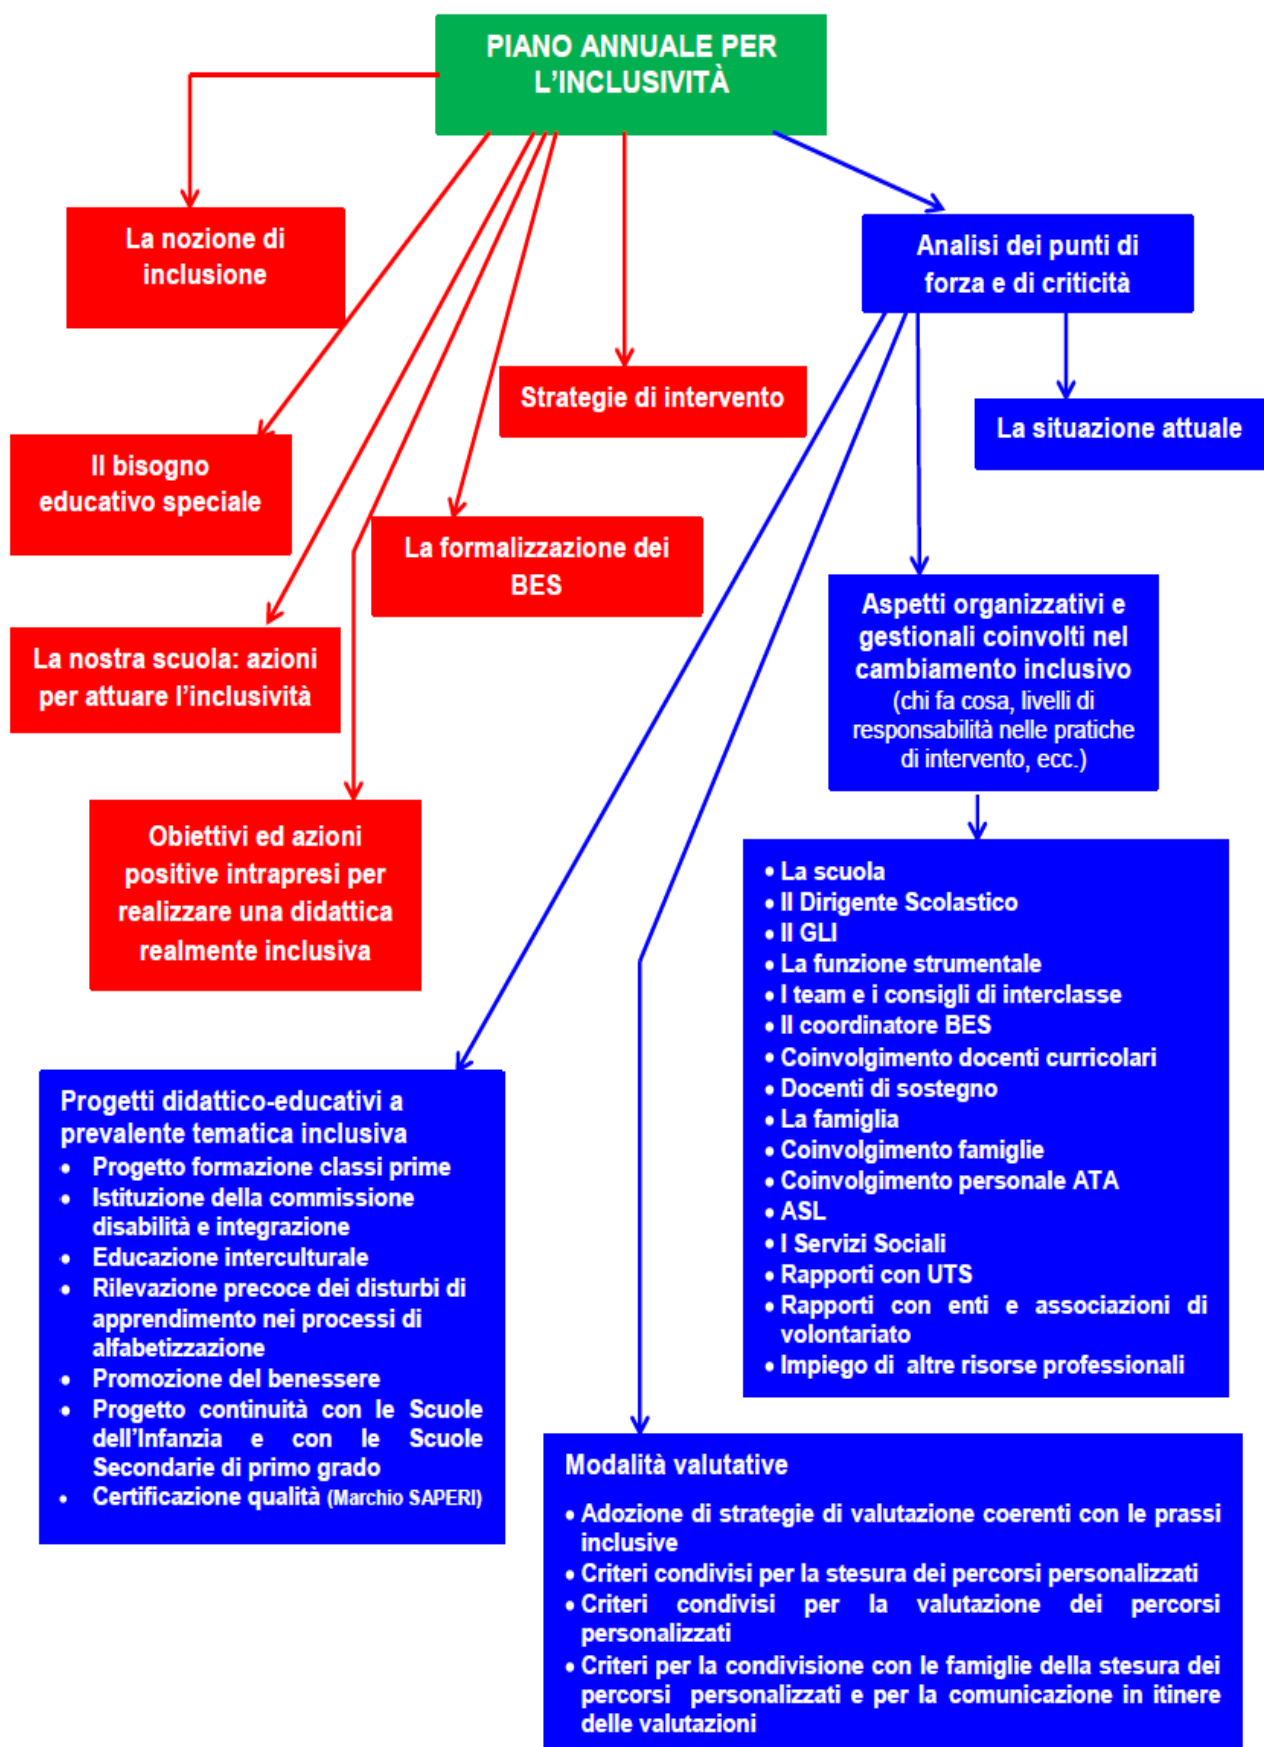 PIANO ANNUALE PER
L'INCLUSIVITÀ
La nozione di
inclusione
Analisi dei punti di
forza e di criticità
Strategie di intervento
La situazione attuale
Il bisogno
educativo speciale
La formalizzazione dei
BES
Aspetti organizzativi e
gestionali coinvolti nel
cambiamento inclusivo
(chi fa cosa, livelli di
responsabilità nelle pratiche
di intervento, ecc.)
La nostra scuola: azioni
per attuare l'inclusività
Obiettivi ed azioni
positive intrapresi per
realizzare una didattica
realmente inclusiva
• La scuola
• Il Dirigente Scolastico
• Il GLI
• La funzione strumentale
• I team e i consigli di interclasse
• Il coordinatore BES
• Coinvolgimento docenti curricolari
• Docenti di sostegno
• La famiglia
• Coinvolgimento famiglie
• Coinvolgimento personale ATA
• ASL
• I Servizi Sociali
• Rapporti con UTS
• Rapporti con enti e associazioni di
volontariato
• Impiego di altre risorse professionali
Progetti didattico-educativi a
prevalente tematica inclusiva
• Progetto formazione classi prime
• Istituzione della commissione
disabilità e integrazione
• Educazione interculturale
• Rilevazione precoce dei disturbi di
apprendimento nei processi di
alfabetizzazione
• Promozione del benessere
• Progetto continuità con le Scuole
dell'Infanzia e con le Scuole
Secondarie di primo grado
• Certificazione qualità (Marchio SAPERI)
Modalità valutative
• Adozione di strategie di valutazione coerenti con le prassi
inclusive
• Criteri condivisi per la stesura dei percorsi personalizzati
• Criteri condivisi per la valutazione dei percorsi
personalizzati
• Criteri per la condivisione con le famiglie della stesura dei
percorsi personalizzati e per la comunicazione in itinere
delle valutazioni